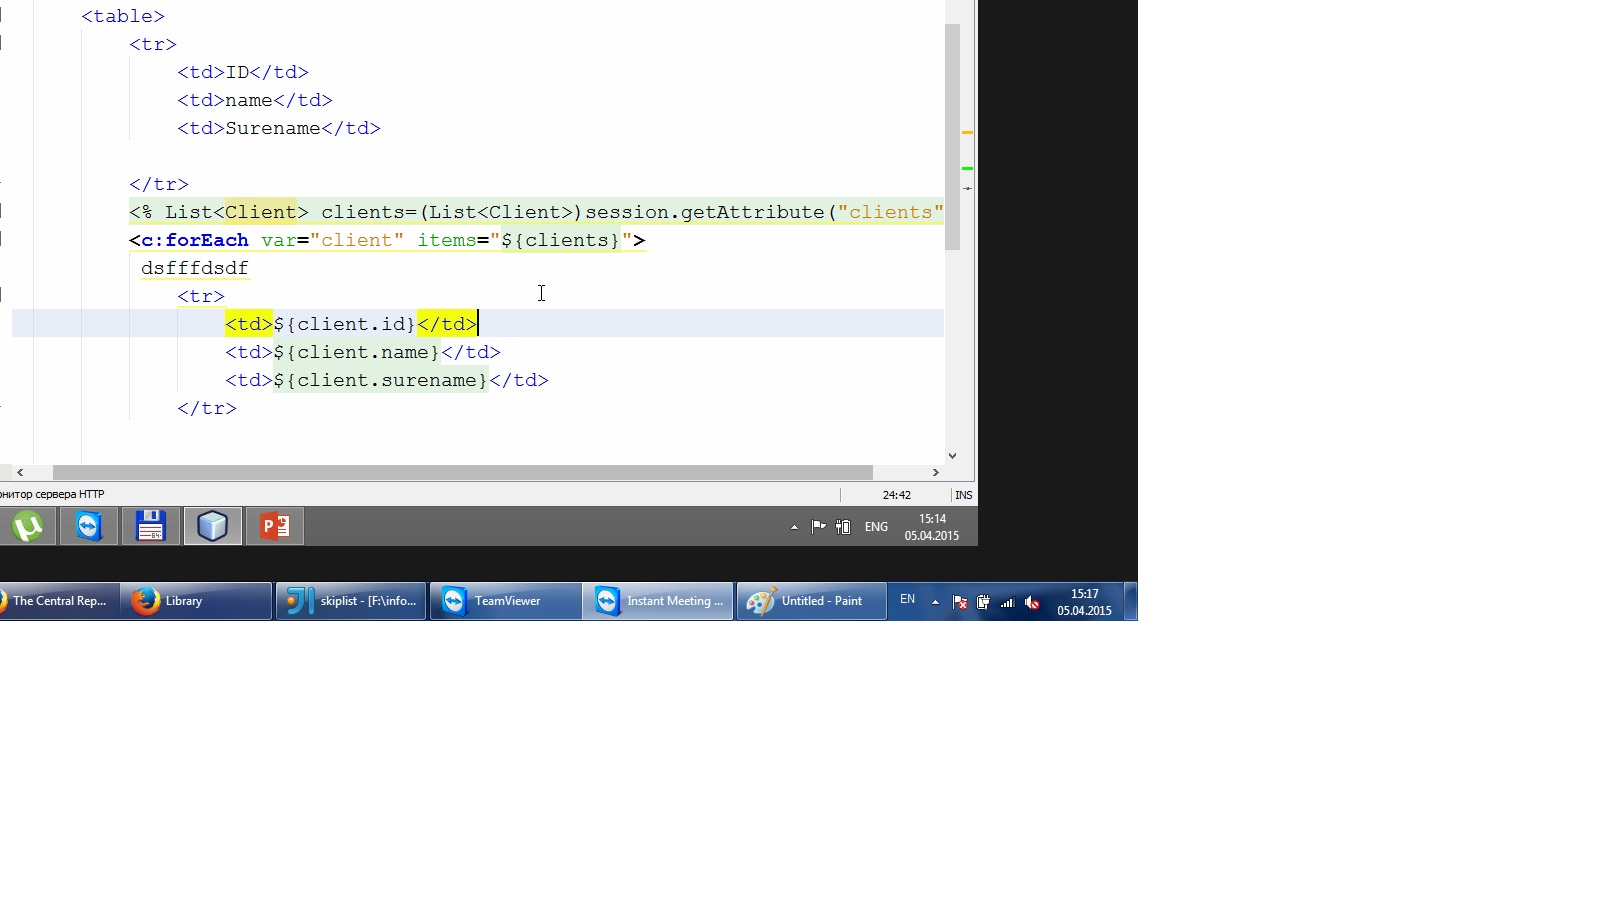 <table>
<tr>
<td>ID</td>
<td>name</td>
<td>Surename</td>
</tr>
<% List<Client> clients=(List<Client>)session.getAttribute("clients"
<c:forEach var="client" items="${clients}">
dsfffdsdf
<tr>
<td>${client.id}</td>
<td>${client.name}</td>
<td>${client.surename}</td>
</tr>
онитор сервера HTTP
24:42
INS
ENG
15:14
05.04.2015
The Central Rep...
Library
skiplist - [F:\info...
TeamViewer
Instant Meeting ...
Untitled - Paint
EN
15:17
05.04.2015